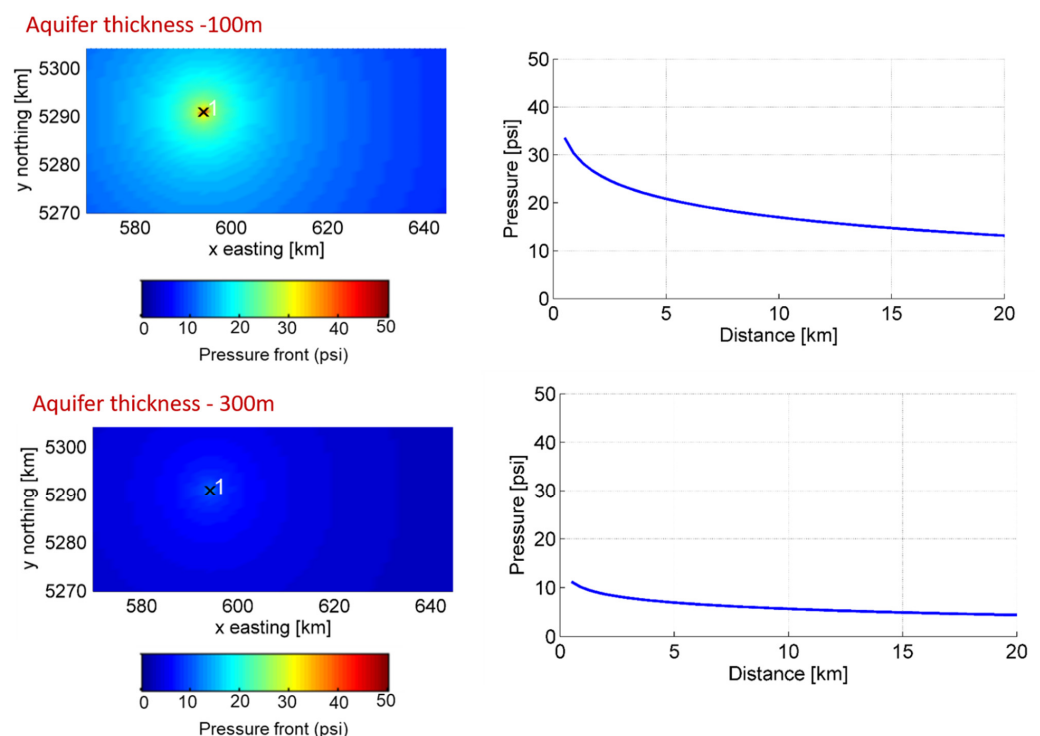 Aquifer thickness -100m
5300
5290
5280
5270
y northing [km]
580 600 620 640
x easting [km]
0 10 20 30 40 50
Pressure front (psi)
50
40
30
20
10
0
Pressure [psi]
0 5 10 15 20
Distance [km]
1
Aquifer thickness - 300m
5300
5290
5280
5270
y northing [km]
580 600 620 640
x easting [km]
0 10 20 30 40 50
Pressure front (psi)
50
40
30
20
10
0
Pressure [psi]
0 5 10 15 20
Distance [km]
1